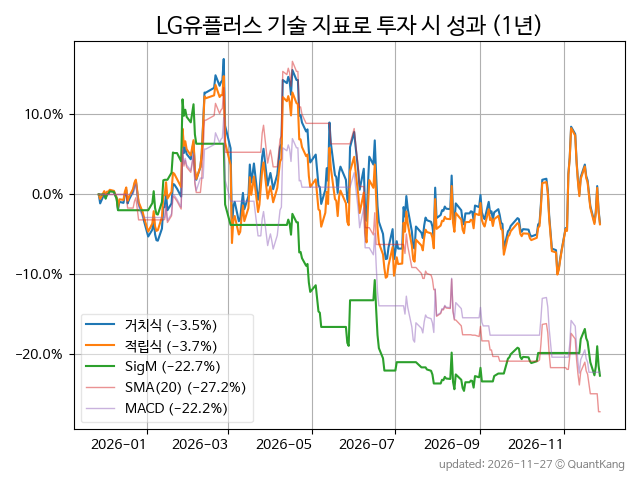 LG유플러스 기술 지표로 투자 시 성과 (1년)
10.0%
0.0%
−10.0%
−20.0%
거치식 (−3.5%)
적립식 (−3.7%)
SigM (−22.7%)
SMA(20) (−27.2%)
MACD (−22.2%)
2026−01
2026−03
2026−05
2026−07
2026−09
2026−11
updated: 2026−11−27 © QuantKang